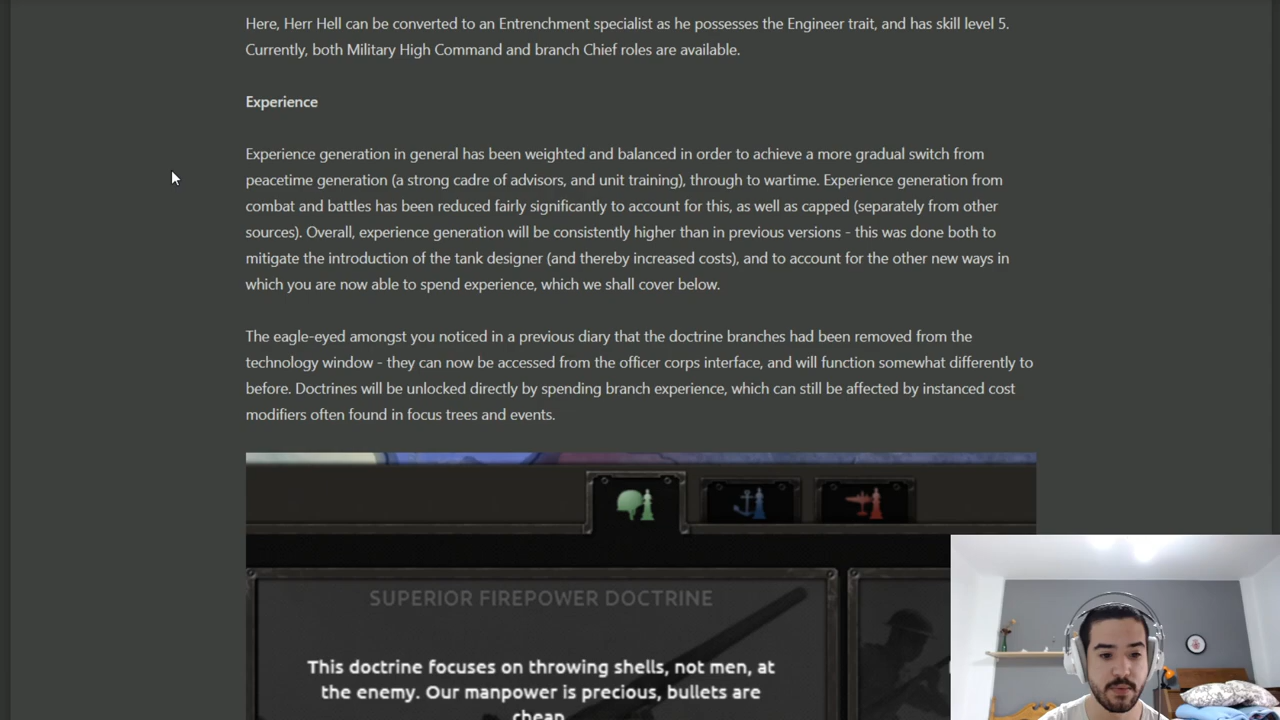 Here, Herr Hell can be converted to an Entrenchment specialist as he possesses the Engineer trait, and has skill level 5.
Currently, both Military High Command and branch Chief roles are available.
Experience
Experience generation in general has been weighted and balanced in order to achieve a more gradual switch from
peacetime generation (a strong cadre of advisors, and unit training), through to wartime. Experience generation from
combat and battles has been reduced fairly significantly to account for this, as well as capped (separately from other
sources). Overall, experience generation will be consistently higher than in previous versions - this was done both to
mitigate the introduction of the tank designer (and thereby increased costs), and to account for the other new ways in
which you are now able to spend experience, which we shall cover below.
The eagle-eyed amongst you noticed in a previous diary that the doctrine branches had been removed from the
technology window - they can now be accessed from the officer corps interface, and will function somewhat differently to
before. Doctrines will be unlocked directly by spending branch experience, which can still be affected by instanced cost
modifiers often found in focus trees and events.
SUPERIOR FIREPOWER DOCTRINE
This doctrine focuses on throwing shells, not men, at
the enemy. Our manpower is precious, bullets are
cheap